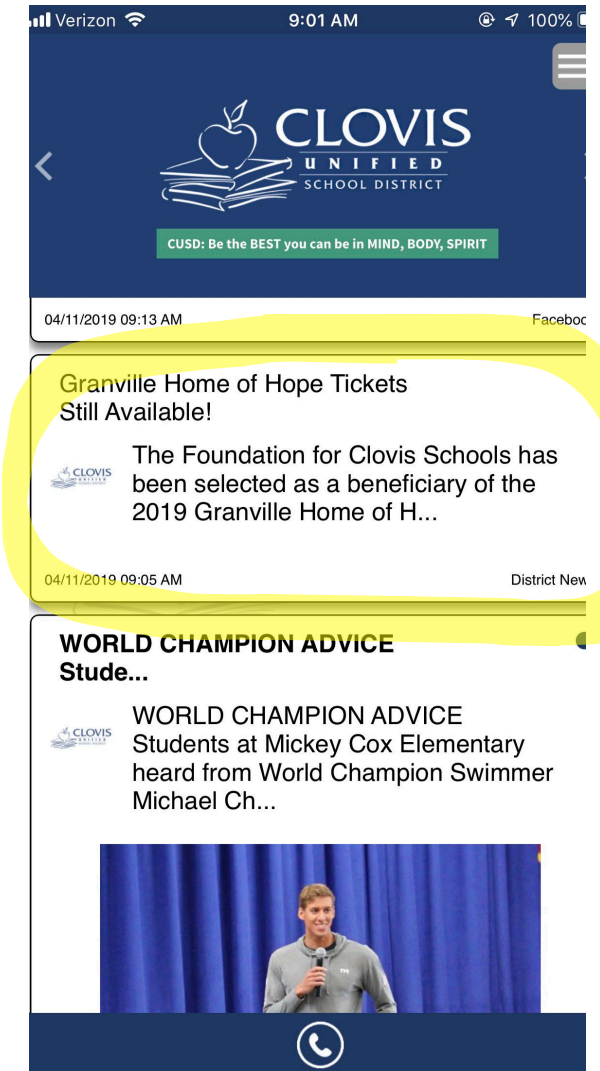 Verizon 9:01 AM 100%
CLOVIS
UNIFIED
SCHOOL DISTRICT
CUSD: Be the BEST you can be in MIND, BODY, SPIRIT
04/11/2019 09:13 AM Faceboo
Granville Home of Hope Tickets
Still Available!
CLOVIS
UNIFIED
The Foundation for Clovis Schools has
been selected as a beneficiary of the
2019 Granville Home of H...
04/11/2019 09:05 AM District New
WORLD CHAMPION ADVICE
Stude...
CLOVIS
UNIFIED
WORLD CHAMPION ADVICE
Students at Mickey Cox Elementary
heard from World Champion Swimmer
Michael Ch...